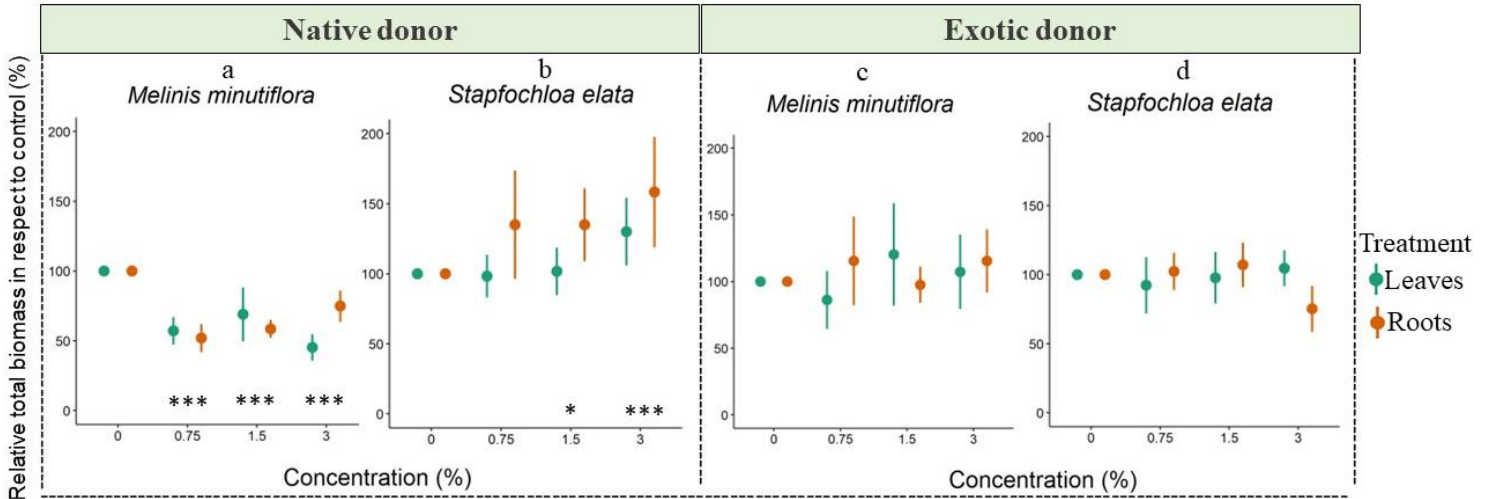 Native donor
Exotic donor
Relative total biomass in respect to control (%)
a
Melinis minutiflora
200
150
100
50
0
*** *** ***
0 0.75 1.5 3
b
Stapfochloa elata
200
150
100
50
0
* ***
0 0.75 1.5 3
Concentration (%)
c
Melinis minutiflora
200
150
100
50
0
0 0.75 1.5 3
d
Stapfochloa elata
200
150
100
50
0
0 0.75 1.5 3
Concentration (%)
Treatment
Leaves
Roots